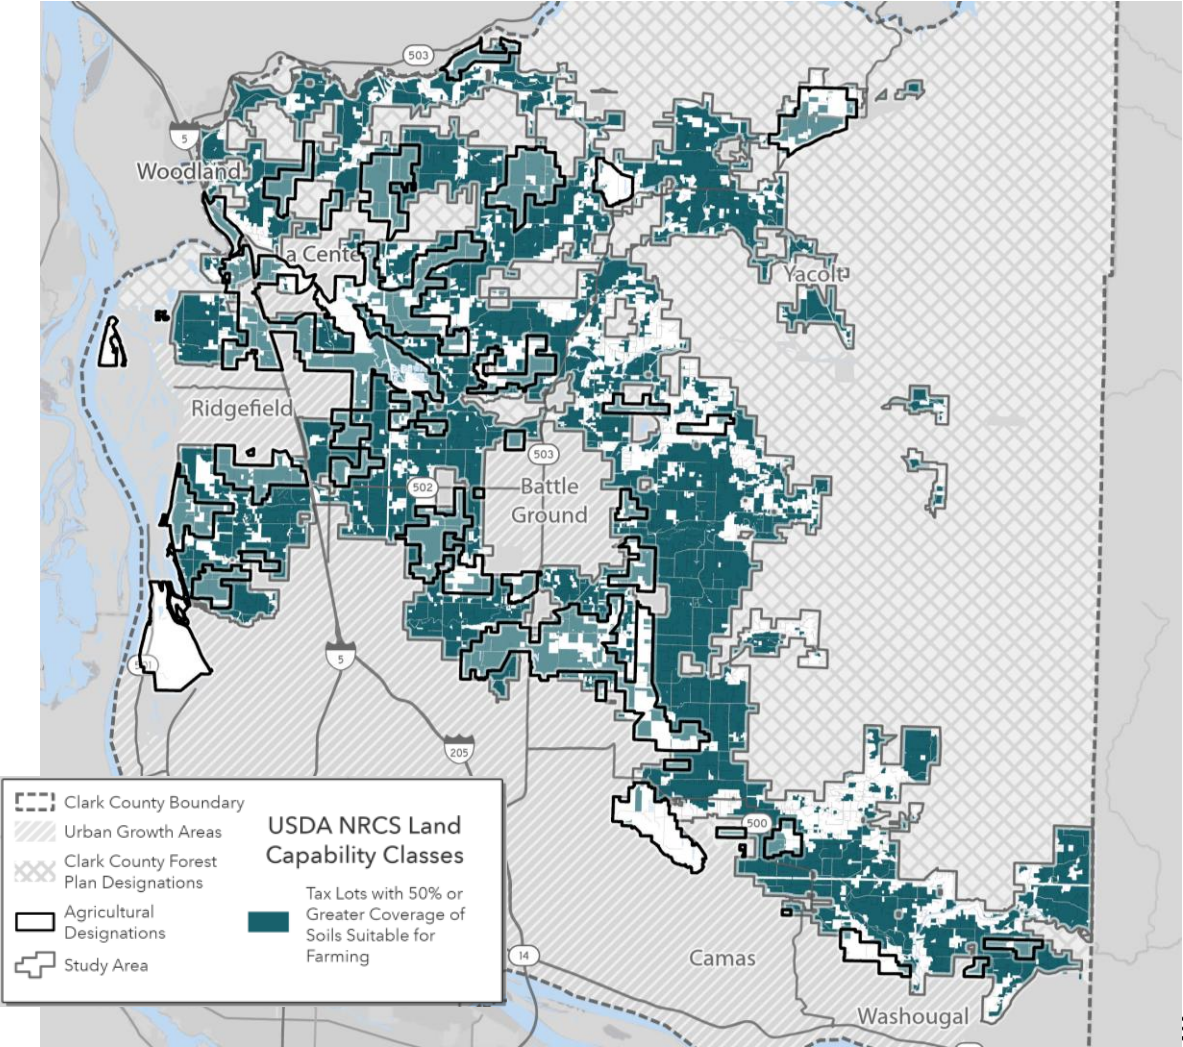 503
5
Woodland
a Cente
Yacolt
Ridgefield
503
502
Battle
Ground
5
205
500
14
Camas
Washougal
USDA NRCS Land
Capability Classes
Clark County Boundary
Urban Growth Areas
Clark County Forest
Plan Designations
Agricultural
Designations
Study Area
Tax Lots with 50% or
Greater Coverage of
Soils Suitable for
Farming